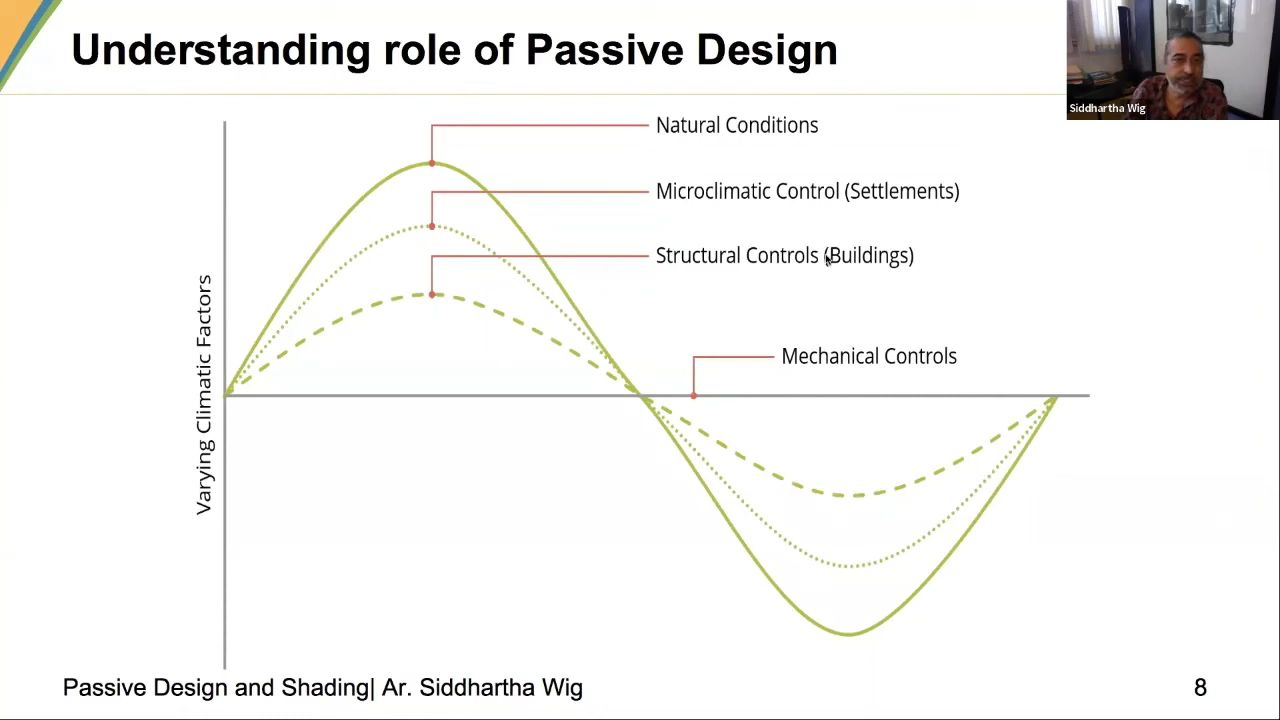 Understanding role of Passive Design
Siddhartha Wig
Natural Conditions
Microclimatic Control (Settlements)
Structural Controls (Buildings)
Mechanical Controls
Varying Climatic Factors
Passive Design and Shading| Ar. Siddhartha Wig
8